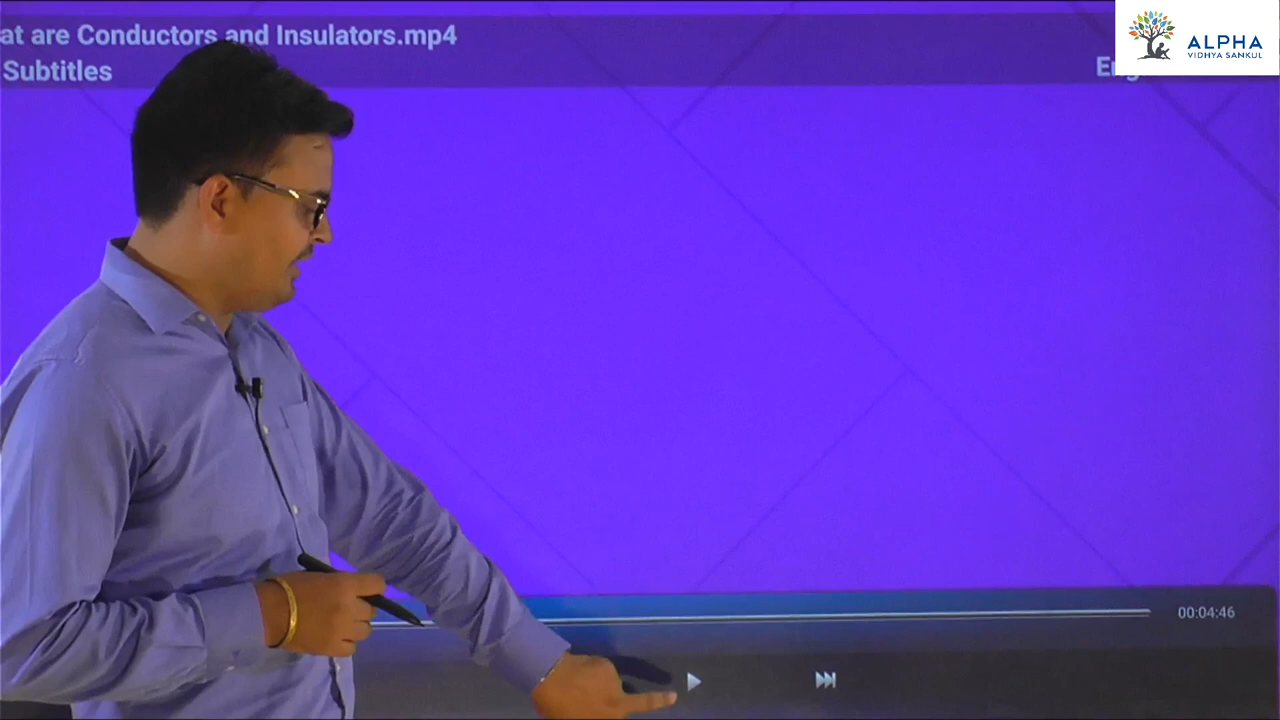 at are Conductors and Insulators.mp4
Subtitles
ALPHA
VIDHYA SANKUL
00:04:46